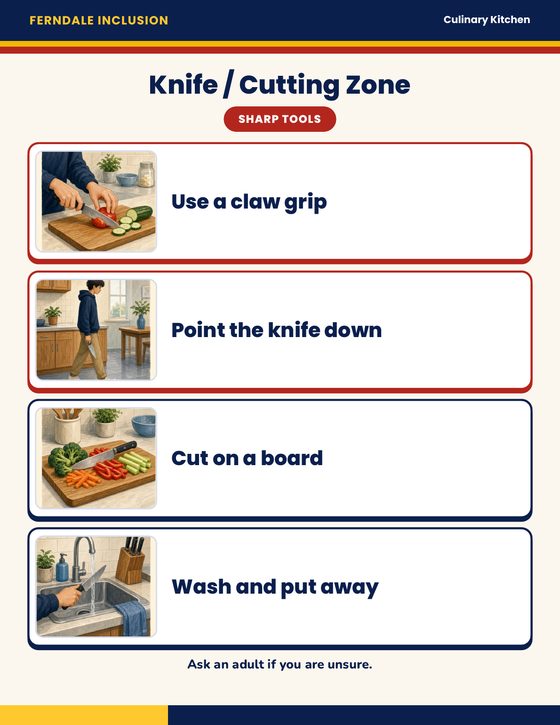 FERNDALE INCLUSION
Culinary Kitchen
Knife / Cutting Zone
SHARP TOOLS
Use a claw grip
Point the knife down
Cut on a board
Wash and put away
Ask an adult if you are unsure.